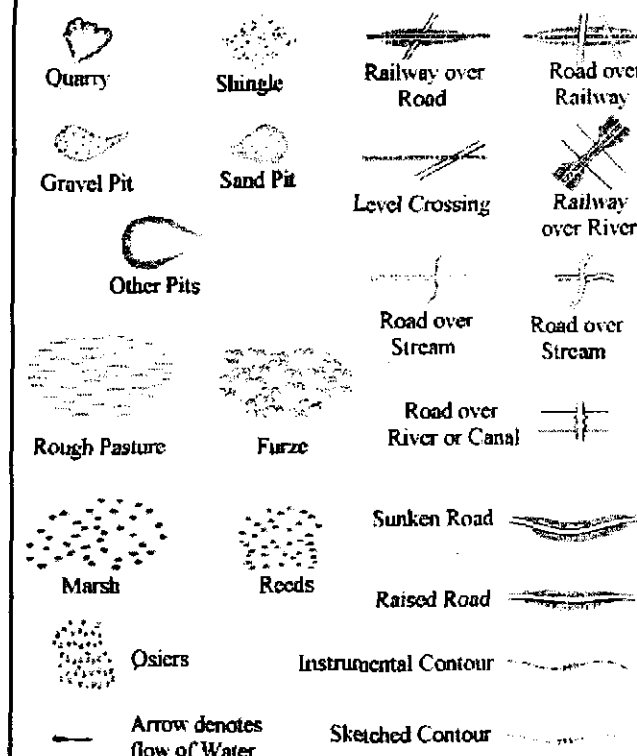 Quarry
Shingle
Railway over
Road
Road over
Railway
Gravel Pit
Sand Pit
Level Crossing
Railway
over River
Other Pits
Road over
Stream
Road over
Stream
Rough Pasture
Furze
Road over
River or Canal
Marsh
Reeds
Sunken Road
Raised Road
Osiers
Instrumental Contour
Arrow denotes
flow of Water
Sketched Contour